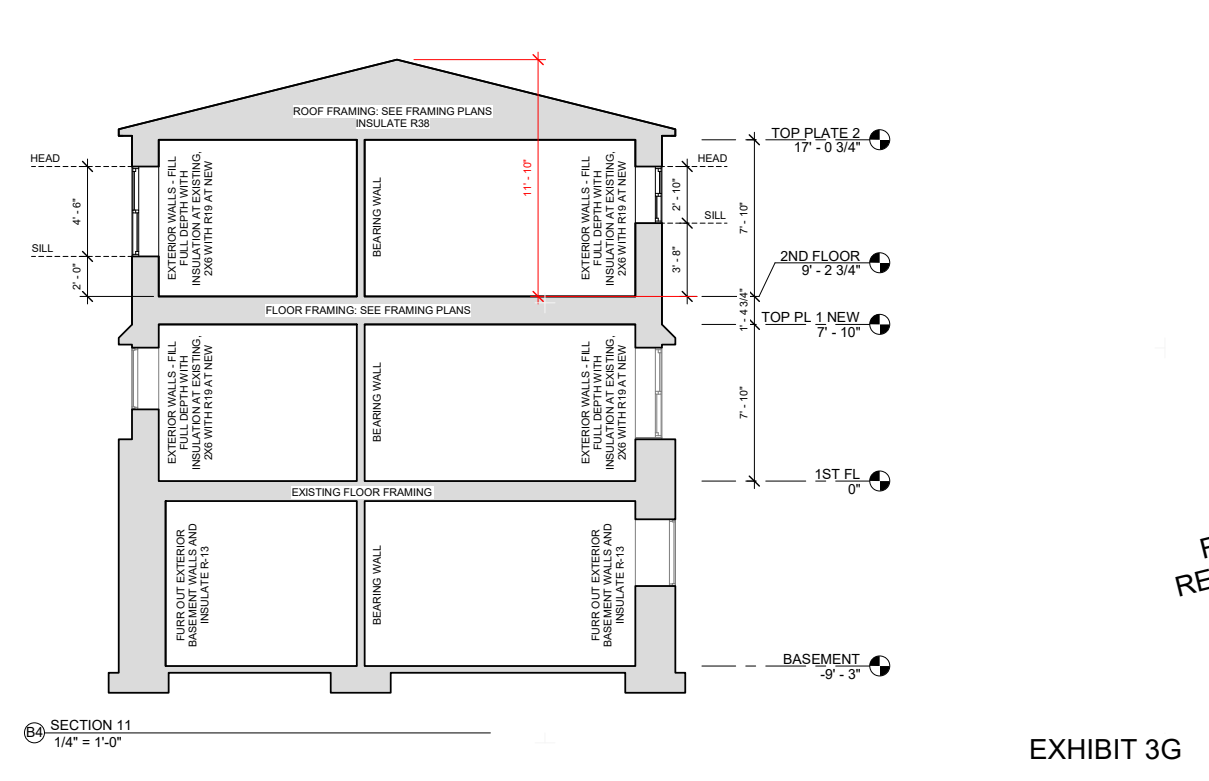 ROOF FRAMING: SEE FRAMING PLANS
INSULATE R38
TOP PLATE 2
17' - 0 3/4"
HEAD
HEAD
4' - 6"
SILL
2' - 0"
EXTERIOR WALLS - FILL
FULL DEPTH WITH
INSULATION AT EXISTING,
2X6 WITH R19 AT NEW
BEARING WALL
11' - 10"
EXTERIOR WALLS - FILL
FULL DEPTH WITH
INSULATION AT EXISTING,
2X6 WITH R19 AT NEW
2' - 10"
SILL
3' - 8"
7' - 10"
2ND FLOOR
9' - 2 3/4"
1' - 4 3/4"
FLOOR FRAMING: SEE FRAMING PLANS
TOP PL 1 NEW
7' - 10"
EXTERIOR WALLS - FILL
FULL DEPTH WITH
INSULATION AT EXISTING,
2X6 WITH R19 AT NEW
BEARING WALL
EXTERIOR WALLS - FILL
FULL DEPTH WITH
INSULATION AT EXISTING,
2X6 WITH R19 AT NEW
7' - 10"
1ST FL
0"
EXISTING FLOOR FRAMING
FURR OUT EXTERIOR
BASEMENT WALLS AND
INSULATE R-13
BEARING WALL
FURR OUT EXTERIOR
BASEMENT WALLS AND
INSULATE R-13
RE
BASEMENT
-9' - 3"
B4
SECTION 11
1/4" = 1'-0"
EXHIBIT 3G